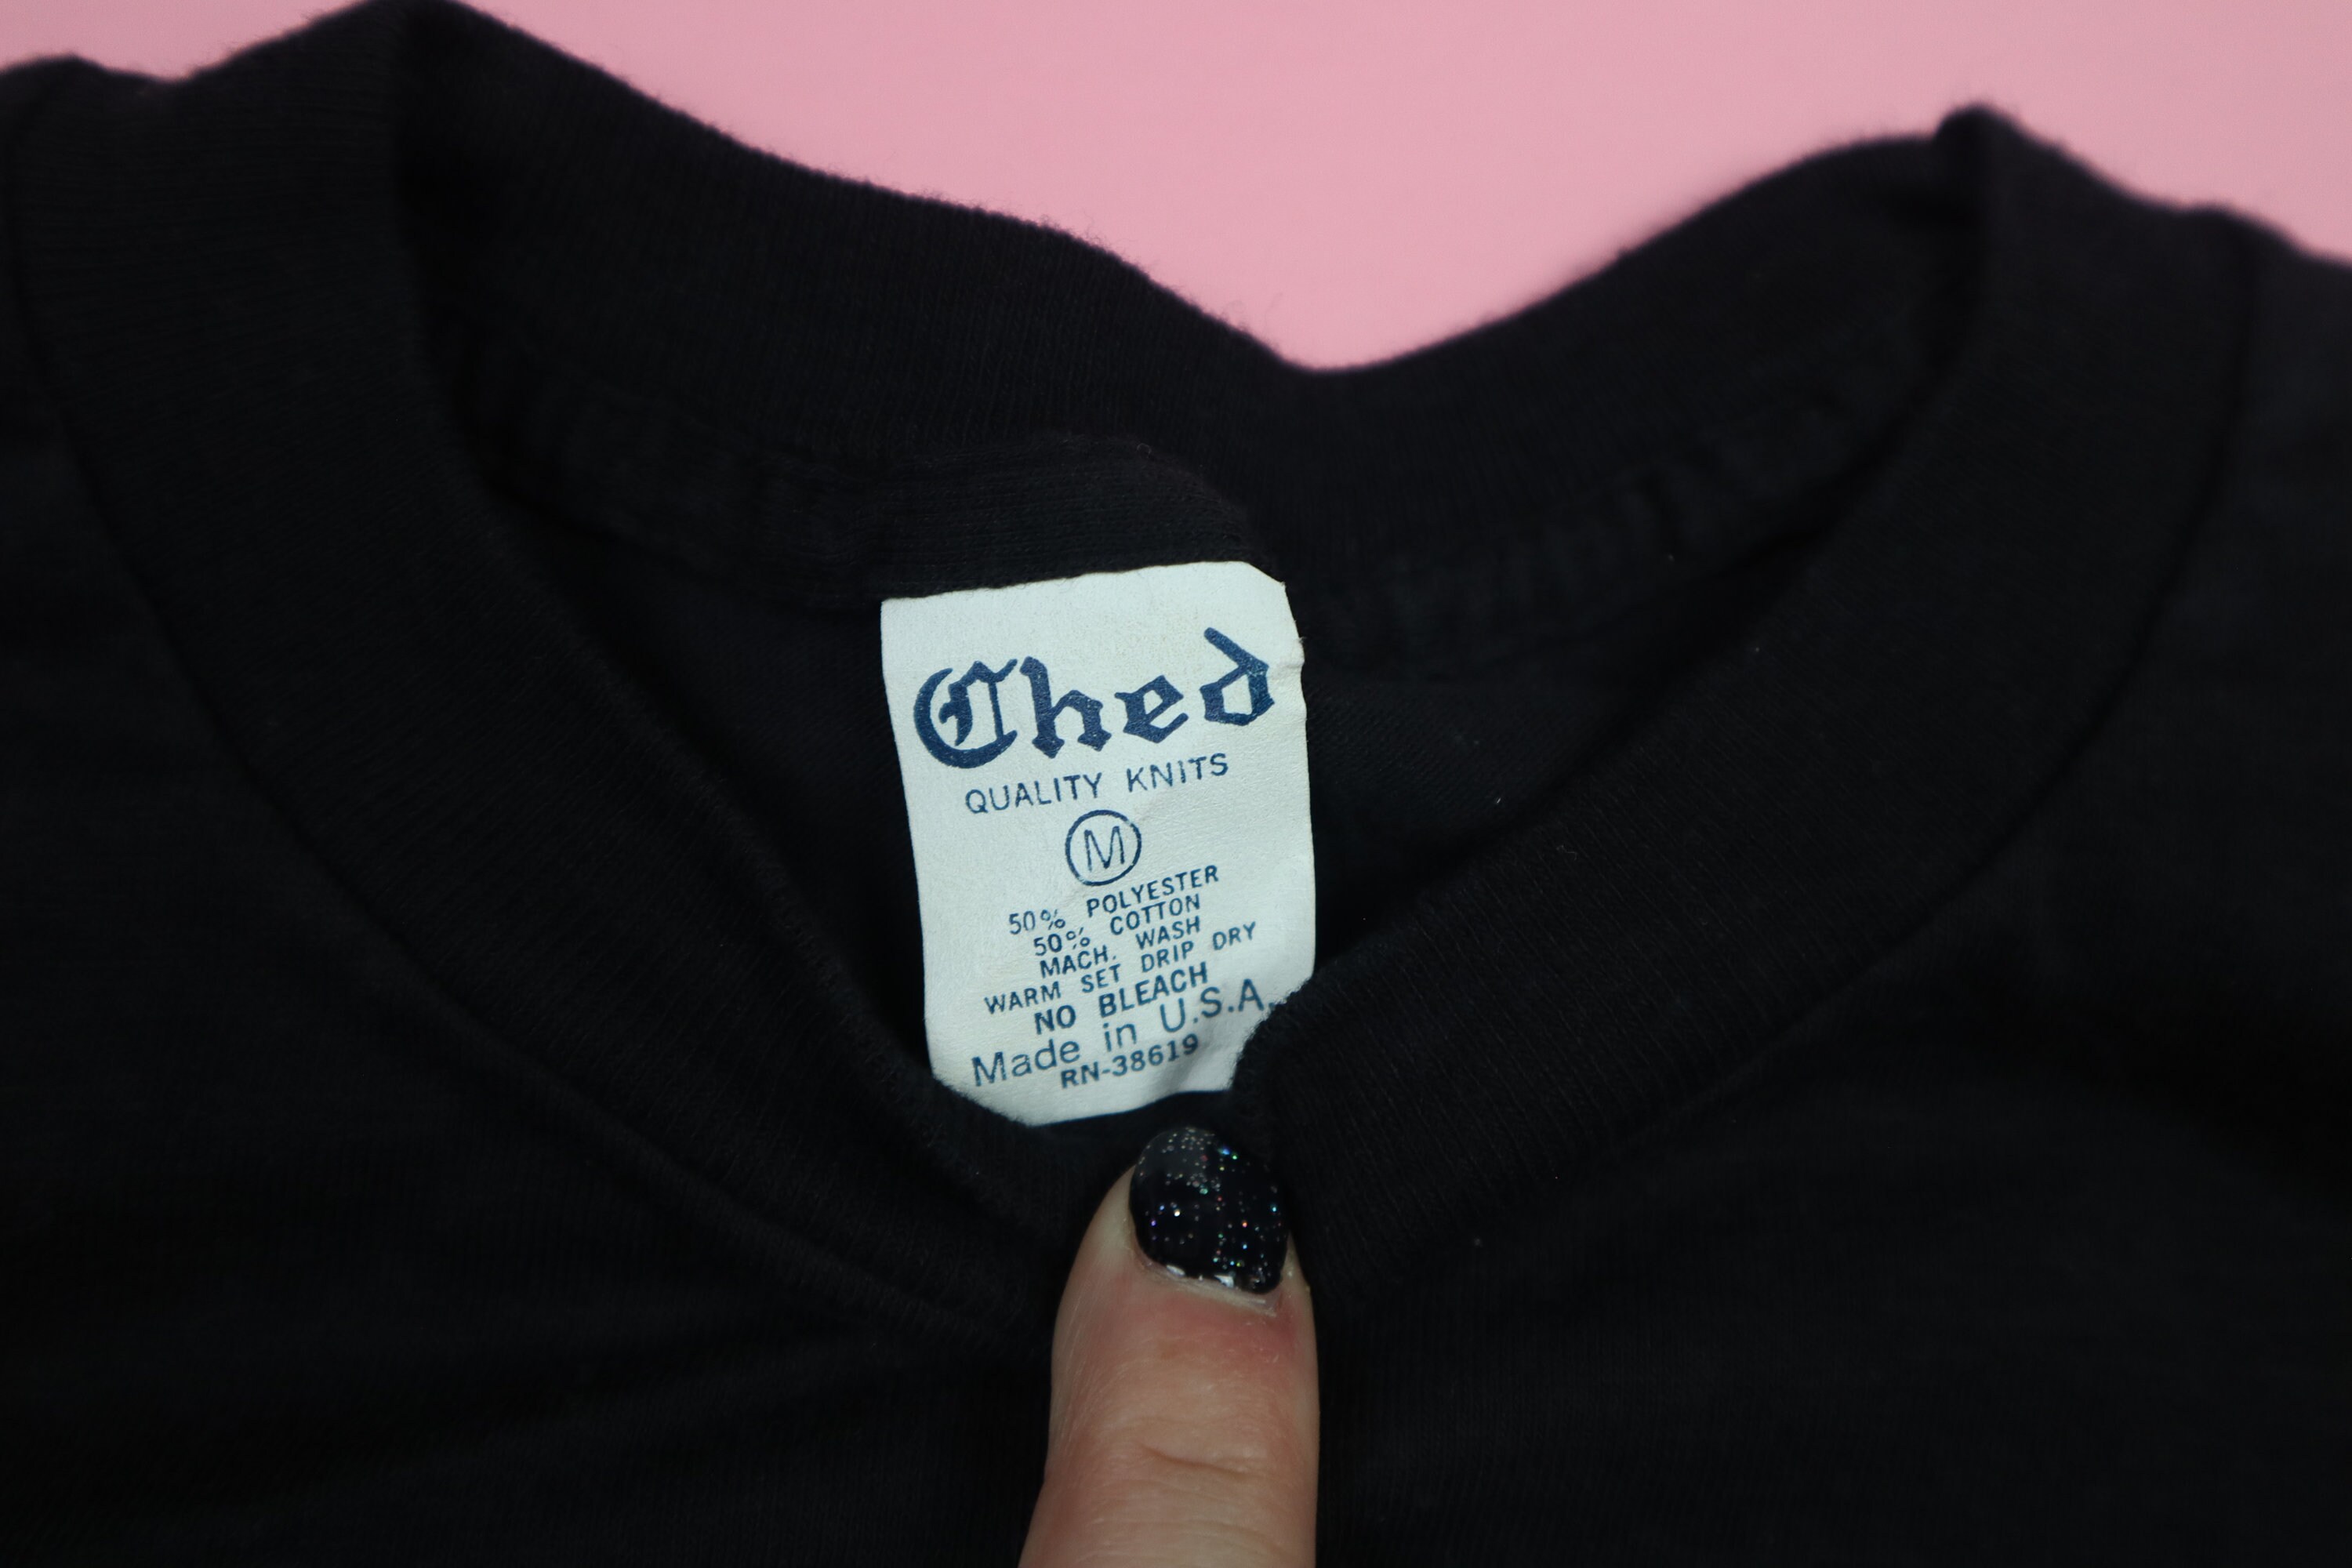 Ched
QUALITY KNITS
M
50% POLYESTER
50% COTTON
MACH. WASH
WARM SET DRIP DRY
NO BLEACH
Made in U.S.A.
RN-38619